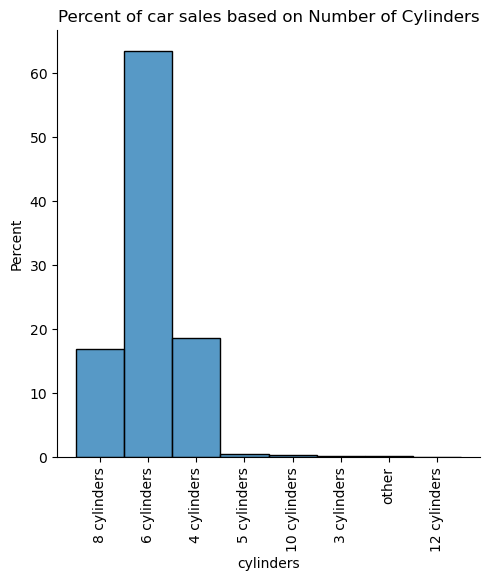 Percent of car sales based on Number of Cylinders
60
50
40
30
20
10
0
Percent
8 cylinders
6 cylinders
4 cylinders
5 cylinders
10 cylinders
3 cylinders
other
12 cylinders
cylinders